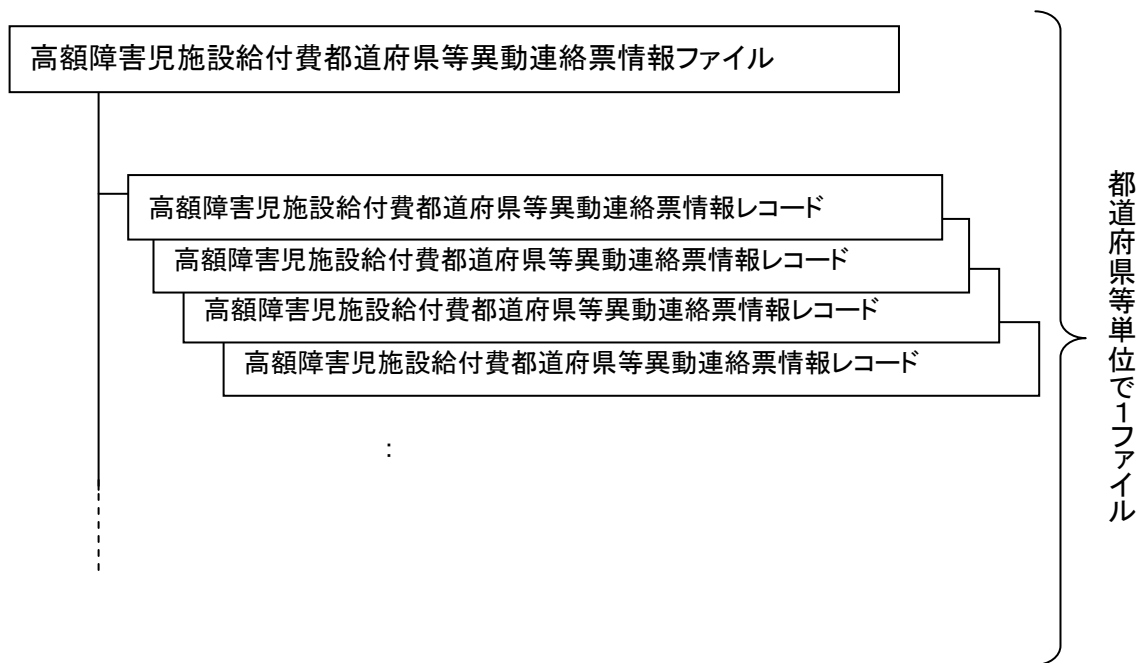 高額障害児施設給付費都道府県等異動連絡票情報ファイル
高額障害児施設給付費都道府県等異動連絡票情報レコード
高額障害児施設給付費都道府県等異動連絡票情報レコード
高額障害児施設給付費都道府県等異動連絡票情報レコード
高額障害児施設給付費都道府県等異動連絡票情報レコード
:
都道府県等単位で1ファイル